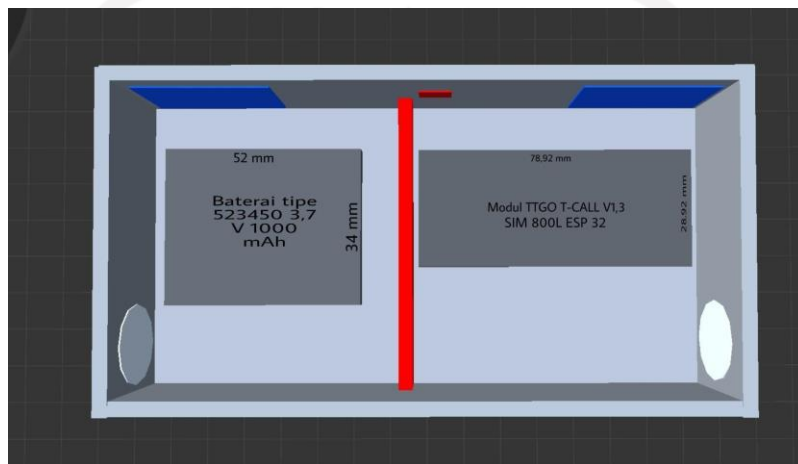 52 mm
Baterai tipe
523450 3,7
V 1000
mAh
34 mm
78,92 mm
Modul TTGO T-CALL V1,3
SIM 800L ESP 32
28,92 mm